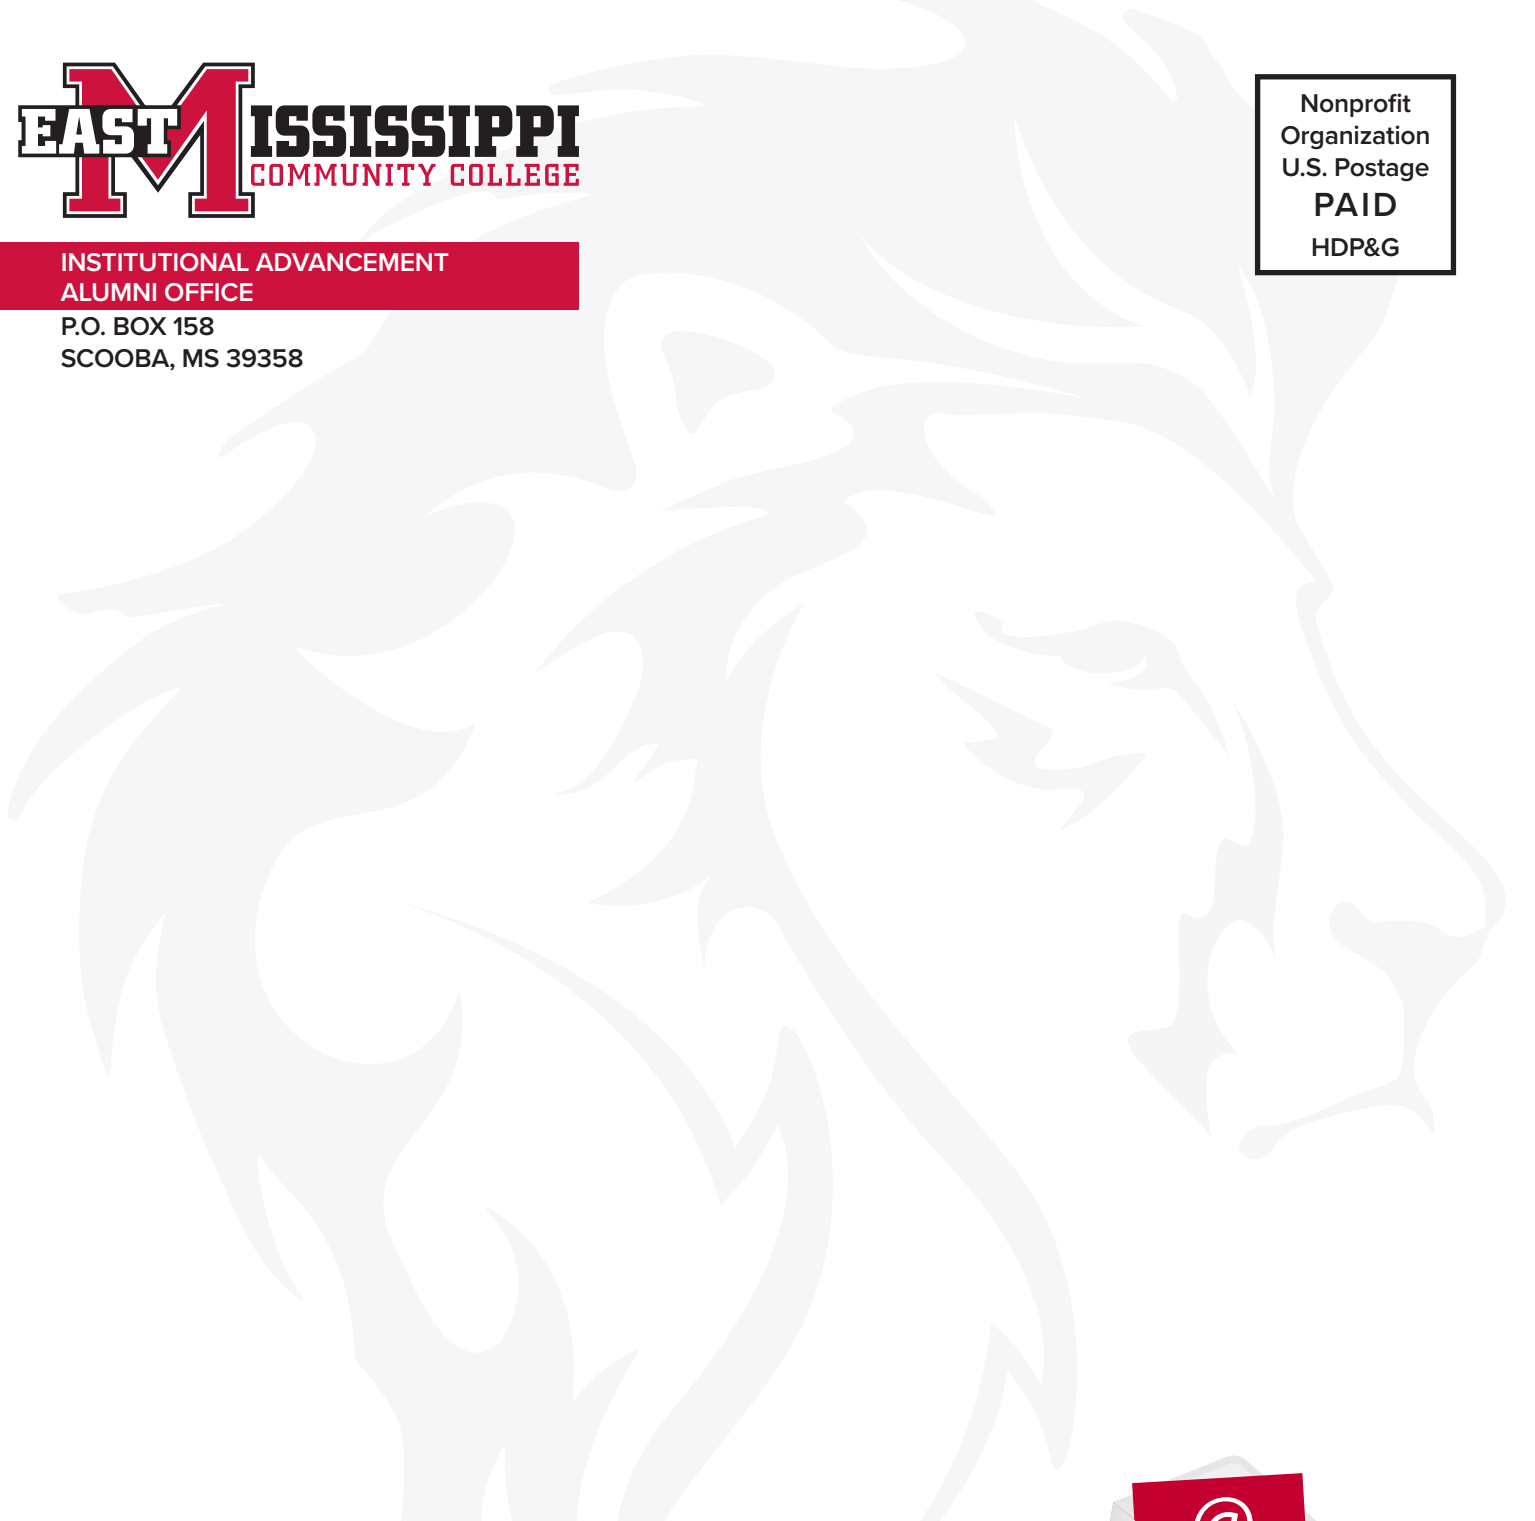 EAST MISSISSIPPI
COMMUNITY COLLEGE
INSTITUTIONAL ADVANCEMENT
ALUMNI OFFICE
P.O. BOX 158
SCOOBA, MS 39358
Nonprofit
Organization
U.S. Postage
PAID
HDP&G
@